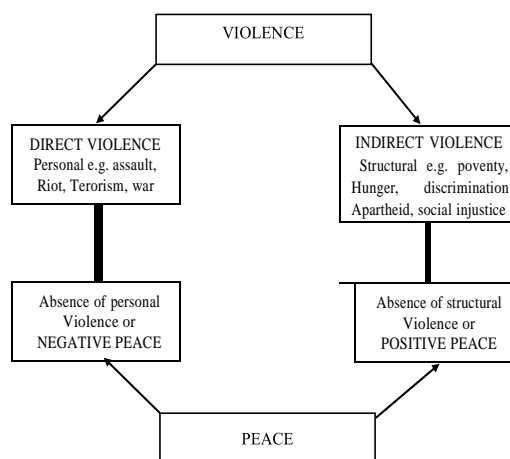 VIOLENCE
DIRECT VIOLENCE
Personal e.g. assault,
Riot, Terorism, war
INDIRECT VIOLENCE
Structural e.g. poverty,
Hunger, discrimination
Apartheid, social injustice
Absence of personal
Violence or
NEGATIVE PEACE
Absence of structural
Violence or
POSITIVE PEACE
PEACE